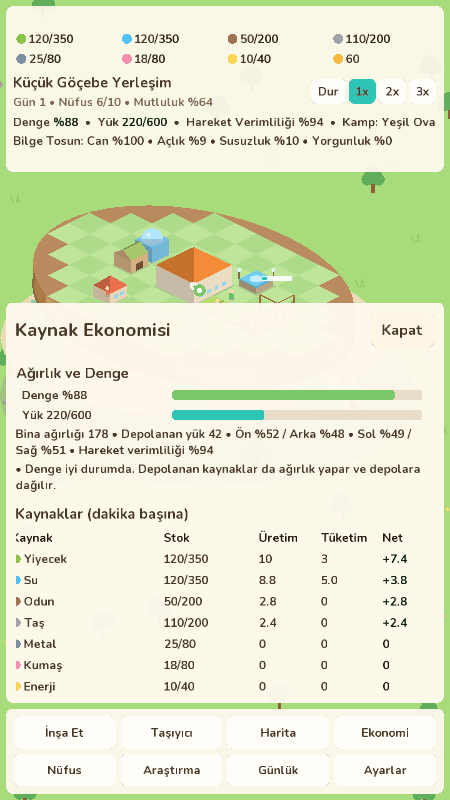 120/350 120/350 50/200 110/200
25/80 18/80 10/40 60
Küçük Göçebe Yerleşim
Dur 1x 2x 3x
Gün 1 • Nüfus 6/10 • Mutluluk %64
Denge %88 • Yük 220/600 • Hareket Verimliliği %94 • Kamp: Yeşil Ova
Bilge Tosun: Can %100 • Açlık %9 • Susuzluk %10 • Yorgunluk %0
Kaynak Ekonomisi Kapat
Ağırlık ve Denge
Denge %88
Yük 220/600
Bina ağırlığı 178 • Depolanan yük 42 • Ön %52 / Arka %48 • Sol %49 /
Sağ %51 • Hareket verimliliği %94
• Denge iyi durumda. Depolanan kaynaklar da ağırlık yapar ve depolara
dağılır.
Kaynaklar (dakika başına)
Kaynak Stok Üretim Tüketim Net
Yiyecek 120/350 10 3 +7.4
Su 120/350 8.8 5.0 +3.8
Odun 50/200 2.8 0 +2.8
Taş 110/200 2.4 0 +2.4
Metal 25/80 0 0 0
Kumaş 18/80 0 0 0
Enerji 10/40 0 0 0
İnşa Et Taşıyıcı Harita Ekonomi
Nüfus Araştırma Günlük Ayarlar